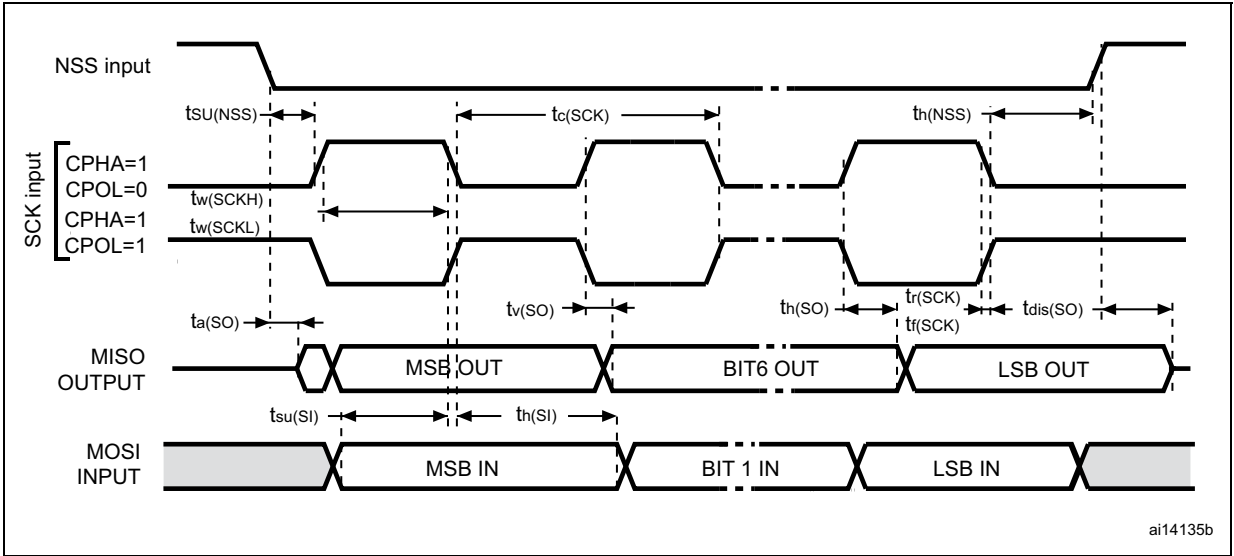 NSS input
tSU(NSS)
tc(SCK)
th(NSS)
SCK input
CPHA=1
CPOL=0
tw(SCKH)
CPHA=1
tw(SCKL)
CPOL=1
ta(SO)
tv(SO)
th(SO)
tr(SCK)
tf(SCK)
tdis(SO)
MISO
OUTPUT
MSB OUT
BIT6 OUT
LSB OUT
tsu(SI)
th(SI)
MOSI
INPUT
MSB IN
BIT 1 IN
LSB IN
ai14135b